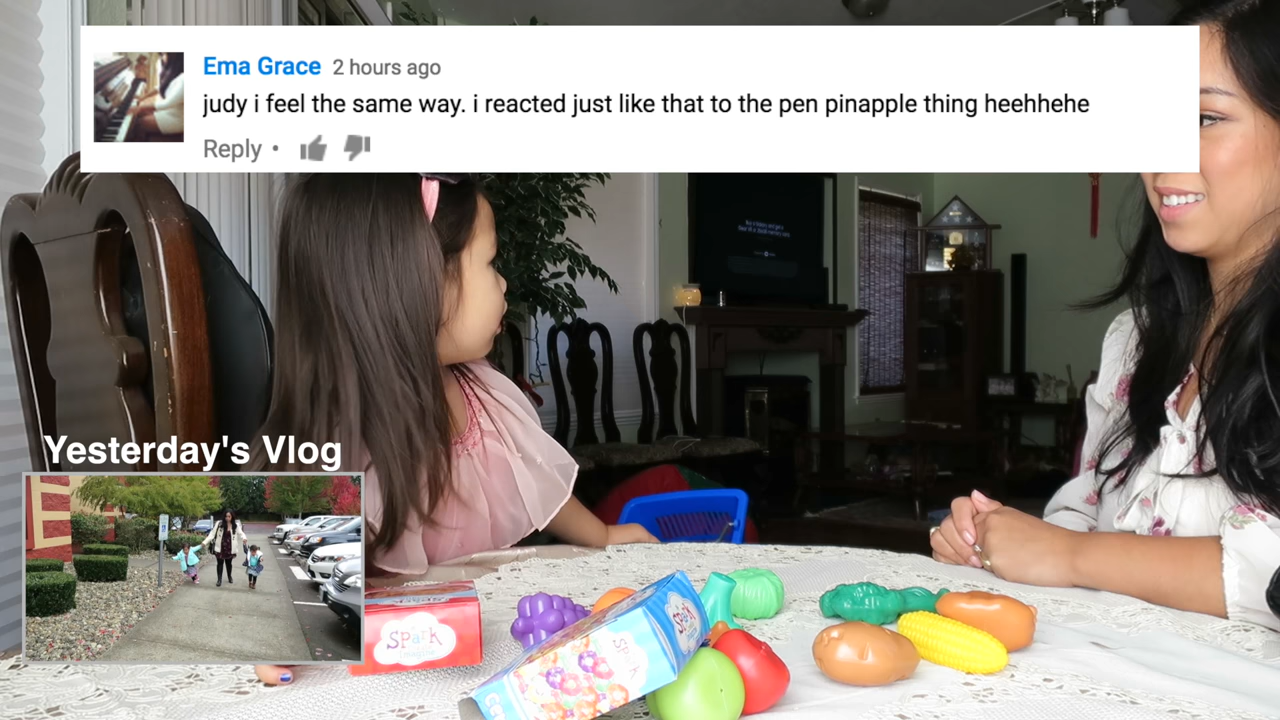 Ema Grace 2 hours ago
judy i feel the same way. i reacted just like that to the pen pinapple thing heehhehe
Reply •
Yesterday's Vlog
Spark
Spark
Spark